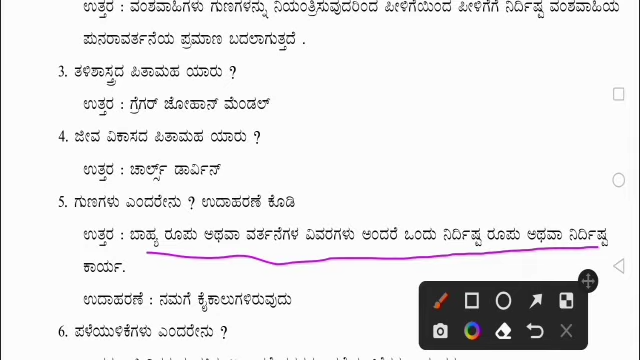 ಉತ್ತರ : ವಂಶವಾಹಿಗಳು ಗುಣಗಳನ್ನು ನಿಯಂತ್ರಿಸುವುದರಿಂದ ಪೀಳಿಗೆಯಿಂದ ಪೀಳಿಗೆಗೆ ನಿರ್ದಿಷ್ಟ ವಂಶವಾಹಿಯ
ಪುನರಾವರ್ತನೆಯ ಪ್ರಮಾಣ ಬದಲಾಗುತ್ತದೆ .
3. ತಳಿಶಾಸ್ತ್ರದ ಪಿತಾಮಹ ಯಾರು ?
ಉತ್ತರ : ಗ್ರೆಗರ್ ಜೋಹಾನ್ ಮೆಂಡಲ್
4. ಜೀವ ವಿಕಾಸದ ಪಿತಾಮಹ ಯಾರು ?
ಉತ್ತರ : ಚಾರ್ಲ್ಸ್ ಡಾರ್ವಿನ್
5. ಗುಣಗಳು ಎಂದರೇನು ? ಉದಾಹರಣೆ ಕೊಡಿ
ಉತ್ತರ : ಬಾಹ್ಯ ರೂಪು ಅಥವಾ ವರ್ತನೆಗಳ ವಿವರಗಳು ಅಂದರೆ ಒಂದು ನಿರ್ದಿಷ್ಟ ರೂಪು ಅಥವಾ ನಿರ್ದಿಷ್ಟ
ಕಾರ್ಯ.
ಉದಾಹರಣೆ : ನಮಗೆ ಕೈಕಾಲುಗಳಿರುವುದು
6. ಪಳೆಯುಳಿಕೆಗಳು ಎಂದರೇನು ?